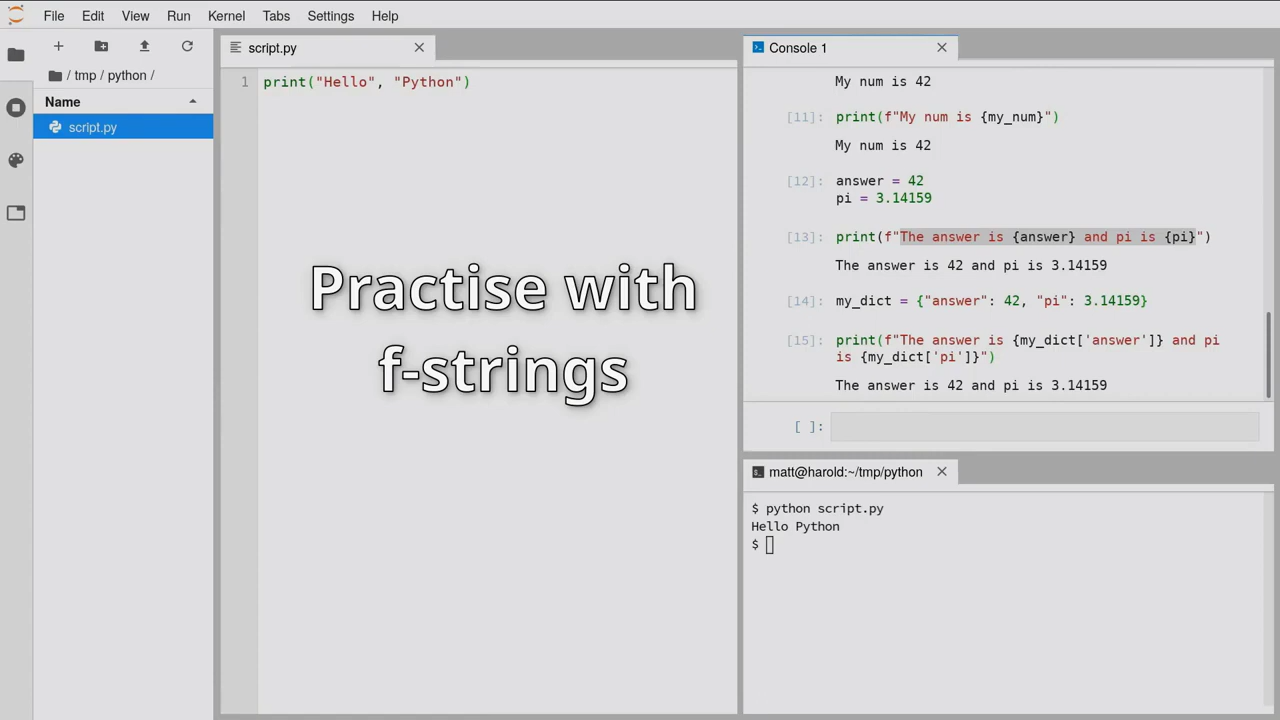 File Edit View Run Kernel Tabs Settings Help
/ tmp / python /
Name
script.py
script.py
1 print("Hello", "Python")
Practise with
f-strings
Console 1
My num is 42
[11]: print(f"My num is {my_num}")
My num is 42
[12]: answer = 42
pi = 3.14159
[13]: print(f"The answer is {answer} and pi is {pi}")
The answer is 42 and pi is 3.14159
[14]: my_dict = {"answer": 42, "pi": 3.14159}
[15]: print(f"The answer is {my_dict['answer']} and pi
is {my_dict['pi']}")
The answer is 42 and pi is 3.14159
[ ]:
matt@harold:~/tmp/python
$ python script.py
Hello Python
$